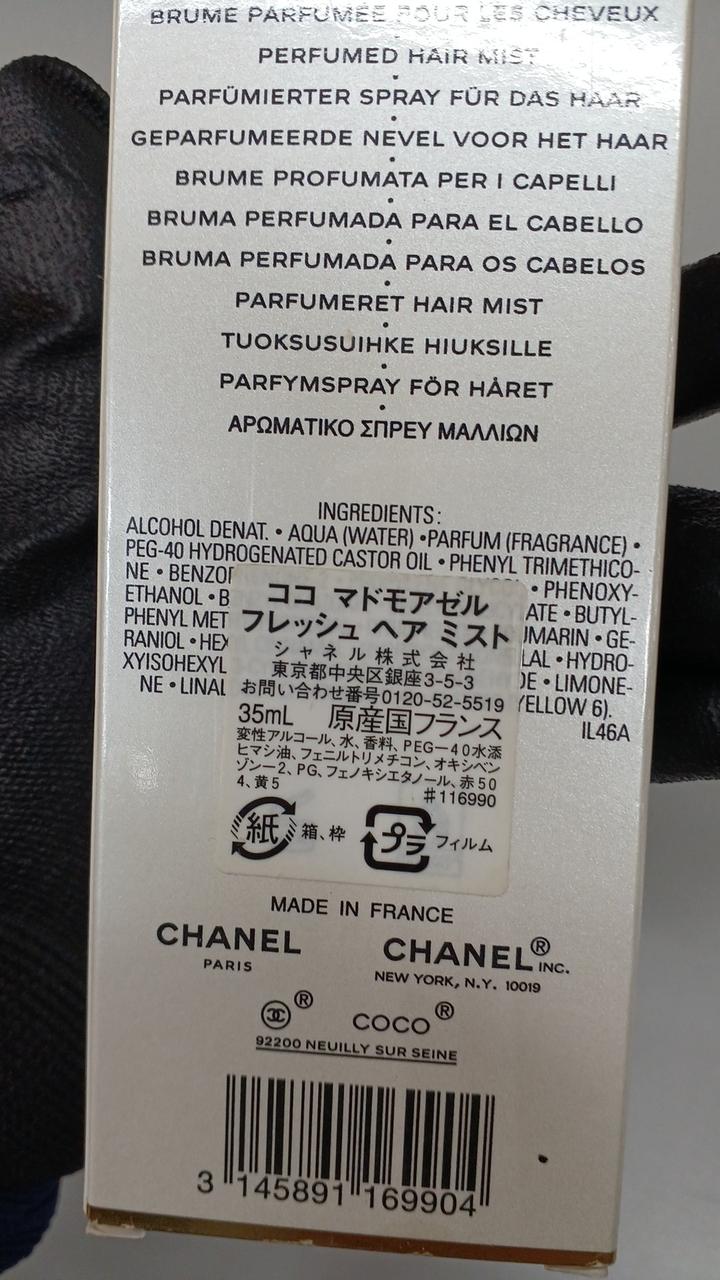 BRUME PARFUMÉE POUR LES CHEVEUX
PERFUMED HAIR MIST
PARFÜMIERTER SPRAY FÜR DAS HAAR
GEPARFUMEERDE NEVEL VOOR HET HAAR
BRUME PROFUMATA PER I CAPELLI
BRUMA PERFUMADA PARA EL CABELLO
BRUMA PERFUMADA PARA OS CABELOS
PARFUMERET HAIR MIST
TUOKSUSUIHKE HIUKSILLE
PARFYMSPRAY FÖR HÅRET
ΑΡΩΜΑΤΙΚΟ ΣΠΡΕΥ ΜΑΛΛΙΩΝ
INGREDIENTS:
ALCOHOL DENAT. • AQUA (WATER) • PARFUM (FRAGRANCE) •
PEG-40 HYDROGENATED CASTOR OIL • PHENYL TRIMETHICO-
NE • • PHENOXY-
ETHANOL • • BUTYL-
PHENYL • GE-
RANIOL • • HYDRO-
• LIMONE-
NE • YELLOW 6).
IL46A
ココ マドモアゼル
フレッシュ ヘア ミスト
シャネル株式会社
東京都中央区銀座3-5-3
お問い合わせ番号0120-52-5519
35mL 原産国フランス
変性アルコール、水、香料、PEG－40水添
ヒマシ油、フェニルトリメチコン、オキシベン
ゾン－2、PG、フェノキシエタノール、赤50
4、黄5
#116990
紙 箱、枠 プラ フィルム
MADE IN FRANCE
CHANEL CHANEL® INC.
PARIS NEW YORK, N.Y. 10019
® COCO®
92200 NEUILLY SUR SEINE
3 145891 169904